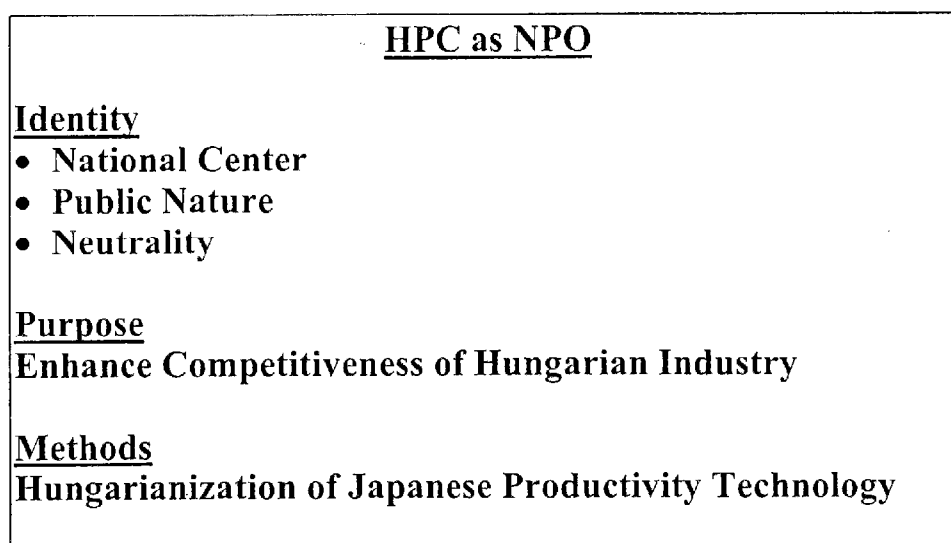 HPC as NPO
Identity
• National Center
• Public Nature
• Neutrality
Purpose
Enhance Competitiveness of Hungarian Industry
Methods
Hungarianization of Japanese Productivity Technology